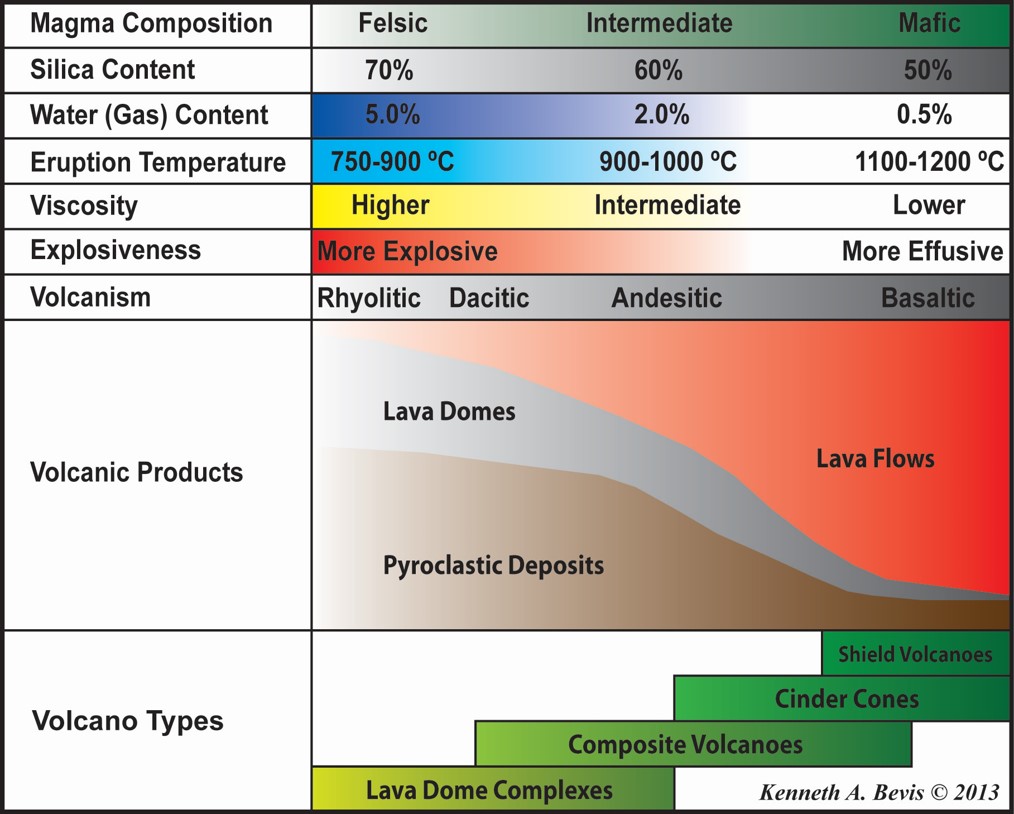 Magma Composition Felsic Intermediate Mafic
Silica Content 70% 60% 50%
Water (Gas) Content 5.0% 2.0% 0.5%
Eruption Temperature 750-900 ºC 900-1000 ºC 1100-1200 ºC
Viscosity Higher Intermediate Lower
Explosiveness More Explosive More Effusive
Volcanism Rhyolitic Dacitic Andesitic Basaltic
Lava Domes
Lava Flows
Volcanic Products
Pyroclastic Deposits
Shield Volcanoes
Cinder Cones
Volcano Types
Composite Volcanoes
Lava Dome Complexes
Kenneth A. Bevis © 2013